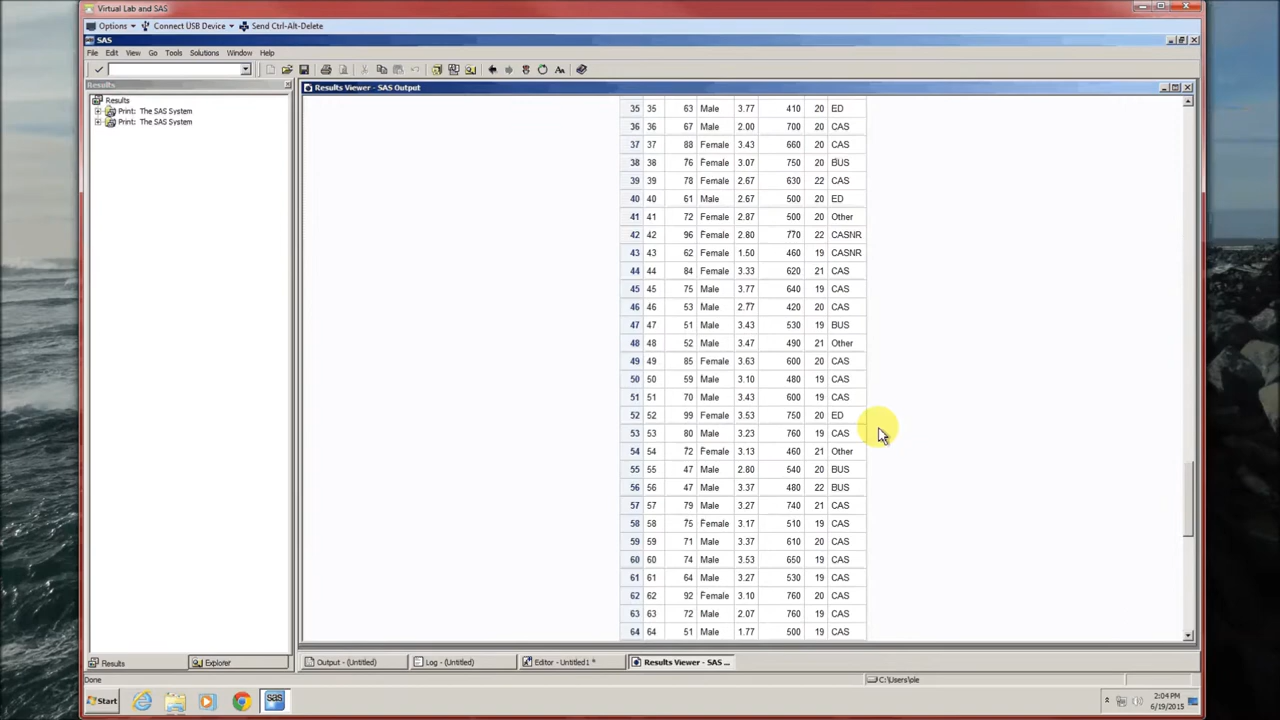 Virtual Lab and SAS
Options Connect USB Device Send Ctrl-Alt-Delete
SAS
File Edit View Go Tools Solutions Window Help
Results
Results Viewer - SAS Output
Results
Print: The SAS System
Print: The SAS System
35 35 63 Male 3.77 410 20 ED
36 36 67 Male 2.00 700 20 CAS
37 37 88 Female 3.43 660 20 CAS
38 38 76 Female 3.07 750 20 BUS
39 39 78 Female 2.67 630 22 CAS
40 40 61 Male 2.67 500 20 ED
41 41 72 Female 2.87 500 20 Other
42 42 96 Female 2.80 770 22 CASNR
43 43 62 Female 1.50 460 19 CASNR
44 44 84 Female 3.33 620 21 CAS
45 45 75 Male 3.77 640 19 CAS
46 46 53 Male 2.77 420 20 CAS
47 47 51 Male 3.43 530 19 BUS
48 48 52 Male 3.47 490 21 Other
49 49 85 Female 3.63 600 20 CAS
50 50 59 Male 3.10 480 19 CAS
51 51 70 Male 3.43 600 19 CAS
52 52 99 Female 3.53 750 20 ED
53 53 80 Male 3.23 760 19 CAS
54 54 72 Female 3.13 460 21 Other
55 55 47 Male 2.80 540 20 BUS
56 56 47 Male 3.37 480 22 BUS
57 57 79 Male 3.27 740 21 CAS
58 58 75 Female 3.17 510 19 CAS
59 59 71 Male 3.37 610 20 CAS
60 60 74 Male 3.53 650 19 CAS
61 61 64 Male 3.27 530 19 CAS
62 62 92 Female 3.10 760 20 CAS
63 63 72 Male 2.07 760 19 CAS
64 64 51 Male 1.77 500 19 CAS
Results Explorer Output - (Untitled) Log - (Untitled) Editor - Untitled1 * Results Viewer - SAS ...
Done C:\Users\ple
Start sas 2:04 PM
6/19/2015